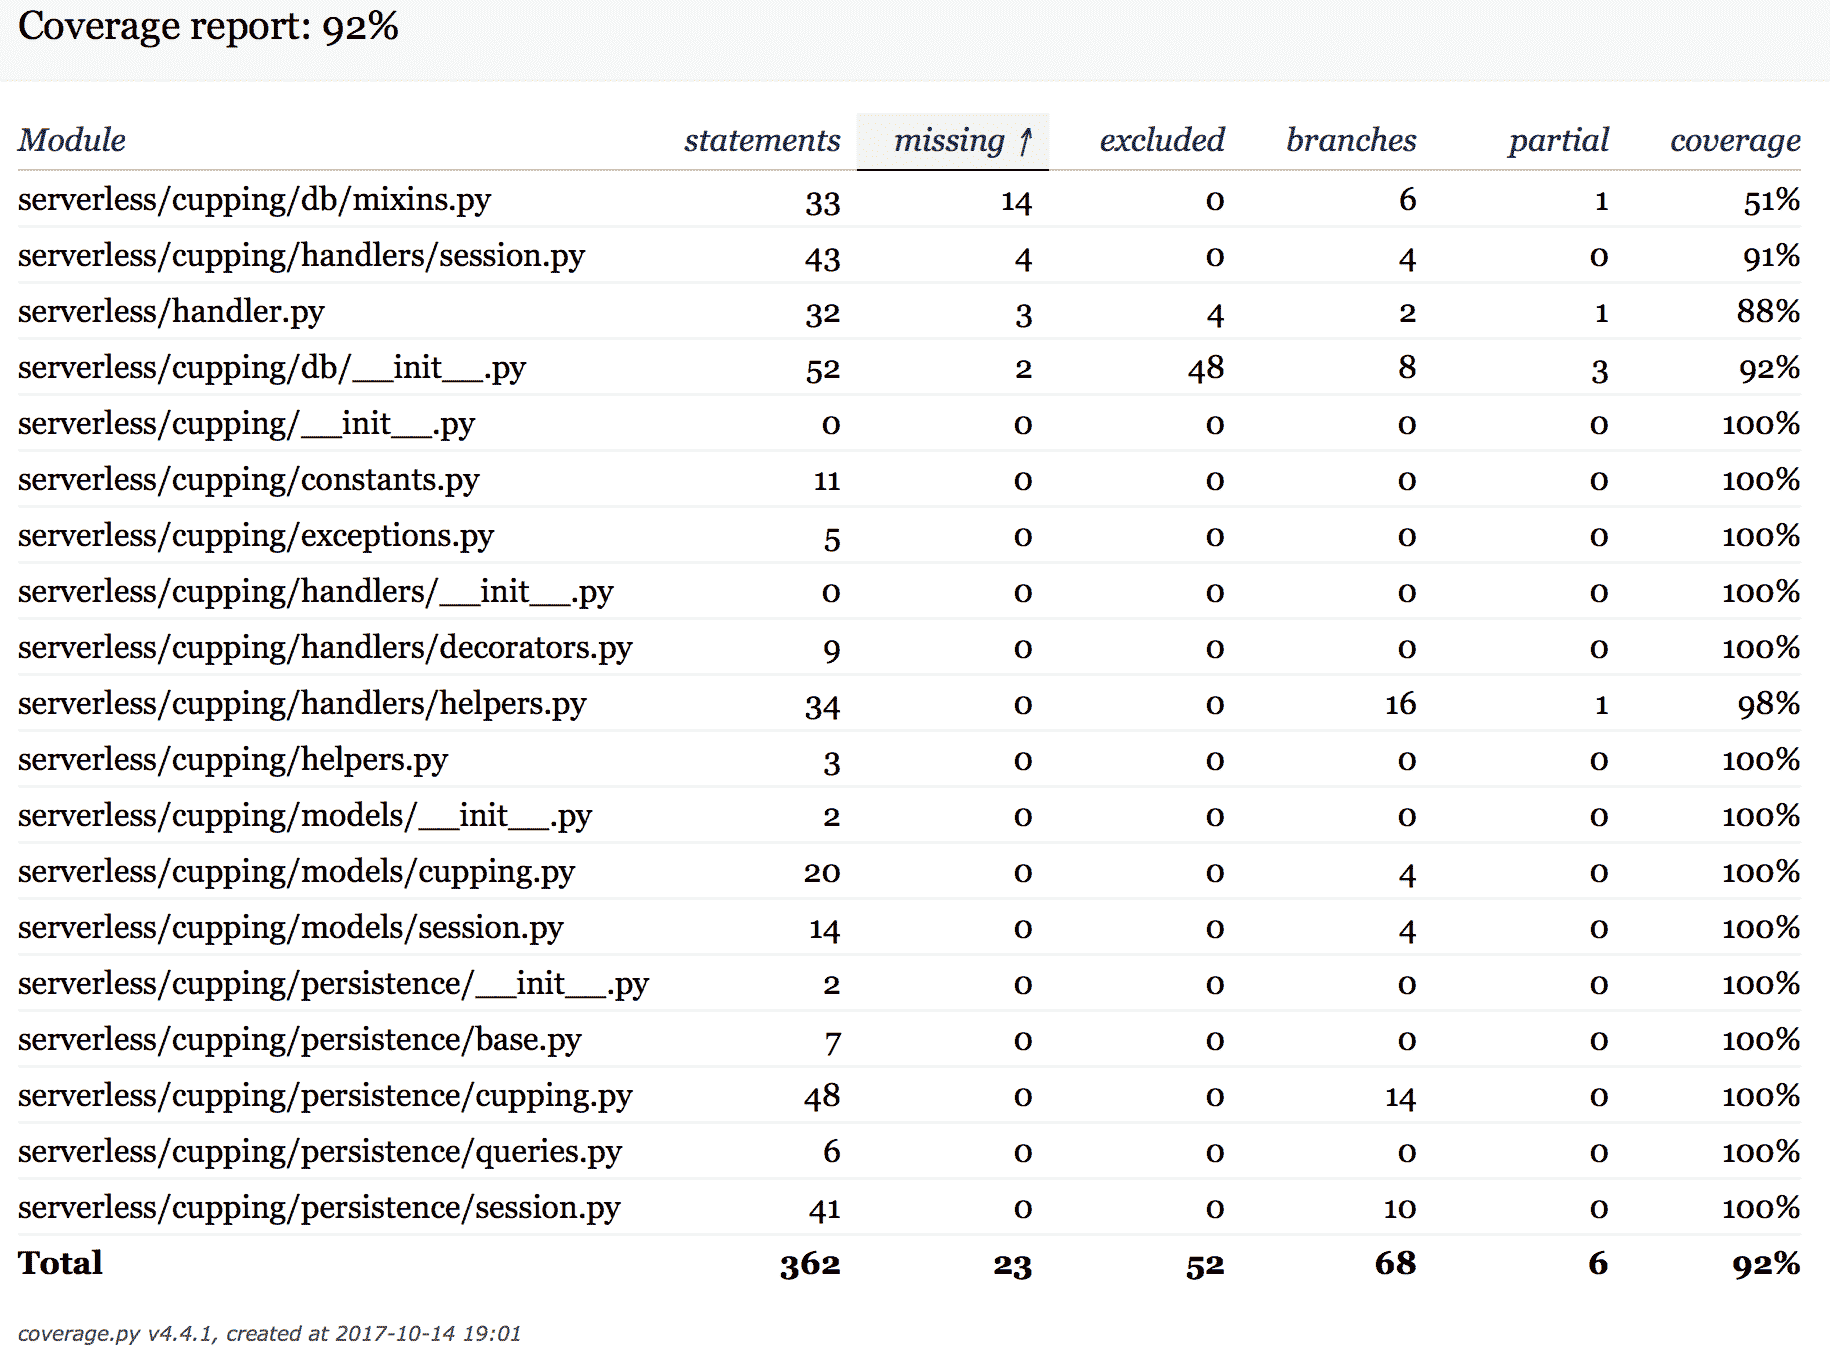 Coverage report: 92%
Module statements missing ↑ excluded branches partial coverage
serverless/cupping/db/mixins.py 33 14 0 6 1 51%
serverless/cupping/handlers/session.py 43 4 0 4 0 91%
serverless/handler.py 32 3 4 2 1 88%
serverless/cupping/db/__init__.py 52 2 48 8 3 92%
serverless/cupping/__init__.py 0 0 0 0 0 100%
serverless/cupping/constants.py 11 0 0 0 0 100%
serverless/cupping/exceptions.py 5 0 0 0 0 100%
serverless/cupping/handlers/__init__.py 0 0 0 0 0 100%
serverless/cupping/handlers/decorators.py 9 0 0 0 0 100%
serverless/cupping/handlers/helpers.py 34 0 0 16 1 98%
serverless/cupping/helpers.py 3 0 0 0 0 100%
serverless/cupping/models/__init__.py 2 0 0 0 0 100%
serverless/cupping/models/cupping.py 20 0 0 4 0 100%
serverless/cupping/models/session.py 14 0 0 4 0 100%
serverless/cupping/persistence/__init__.py 2 0 0 0 0 100%
serverless/cupping/persistence/base.py 7 0 0 0 0 100%
serverless/cupping/persistence/cupping.py 48 0 0 14 0 100%
serverless/cupping/persistence/queries.py 6 0 0 0 0 100%
serverless/cupping/persistence/session.py 41 0 0 10 0 100%
Total 362 23 52 68 6 92%
coverage.py v4.4.1, created at 2017-10-14 19:01